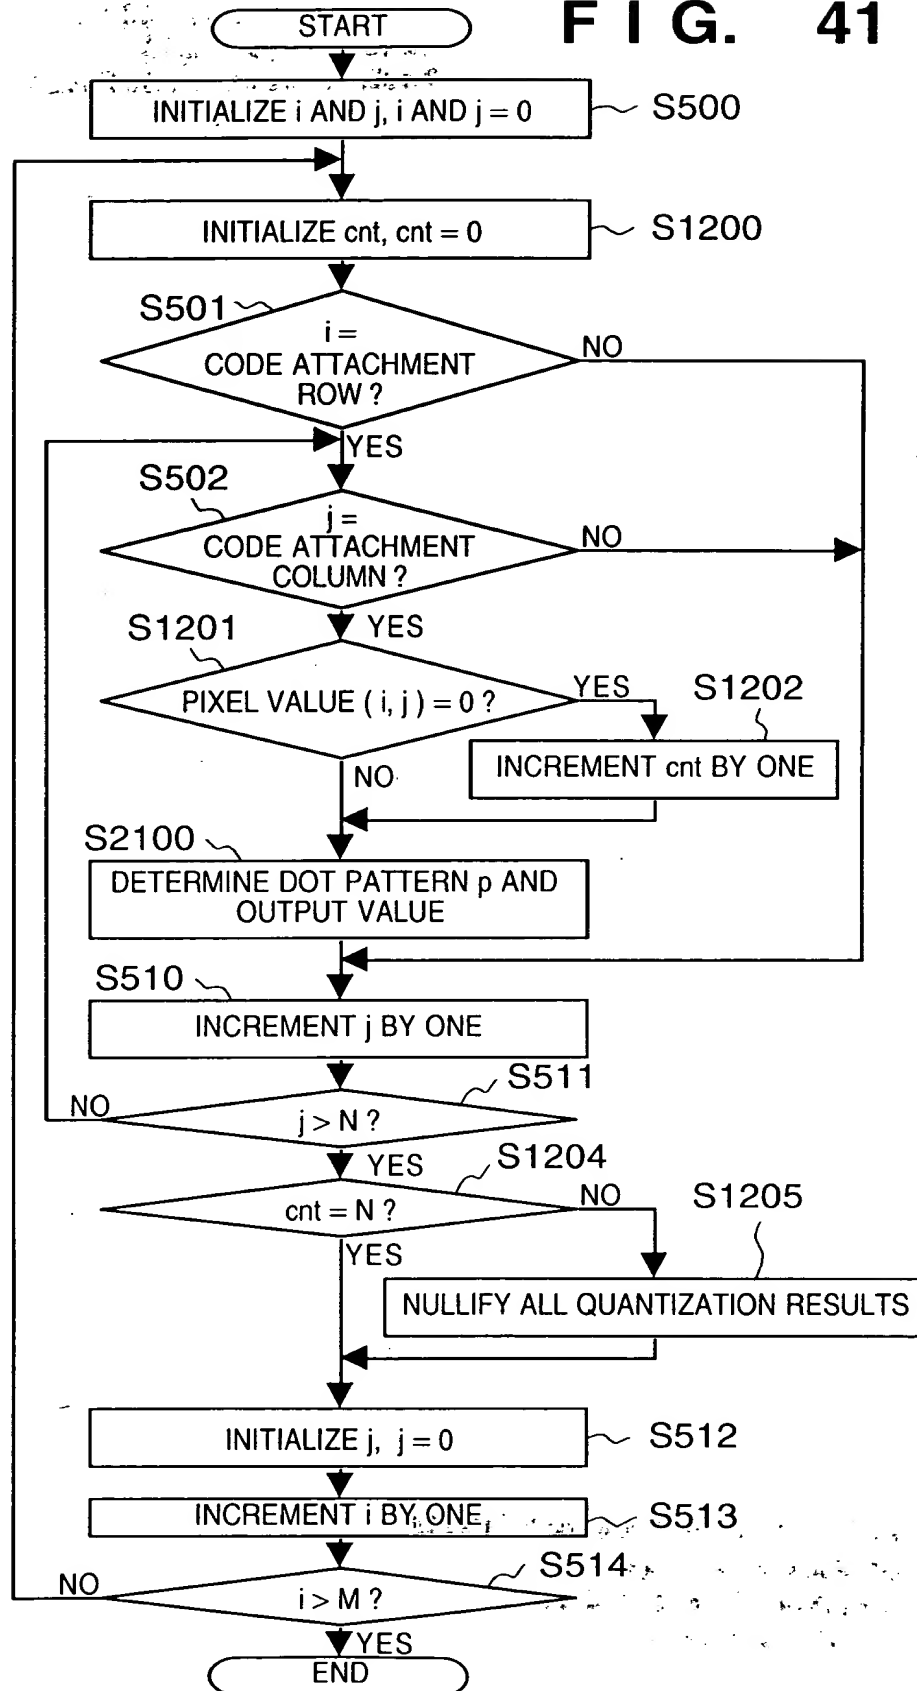 FIG. 41
START
INITIALIZE i AND j, i AND j = 0
S500
INITIALIZE cnt, cnt = 0
S1200
S501
i =
CODE ATTACHMENT
ROW ?
NO
YES
S502
j =
CODE ATTACHMENT
COLUMN ?
NO
YES
S1201
PIXEL VALUE ( i, j ) = 0 ?
YES
S1202
INCREMENT cnt BY ONE
NO
S2100
DETERMINE DOT PATTERN p AND
OUTPUT VALUE
S510
INCREMENT j BY ONE
S511
j > N ?
NO
YES
S1204
cnt = N ?
NO
S1205
YES
NULLIFY ALL QUANTIZATION RESULTS
INITIALIZE j, j = 0
S512
INCREMENT i BY ONE
S513
S514
i > M ?
NO
YES
END